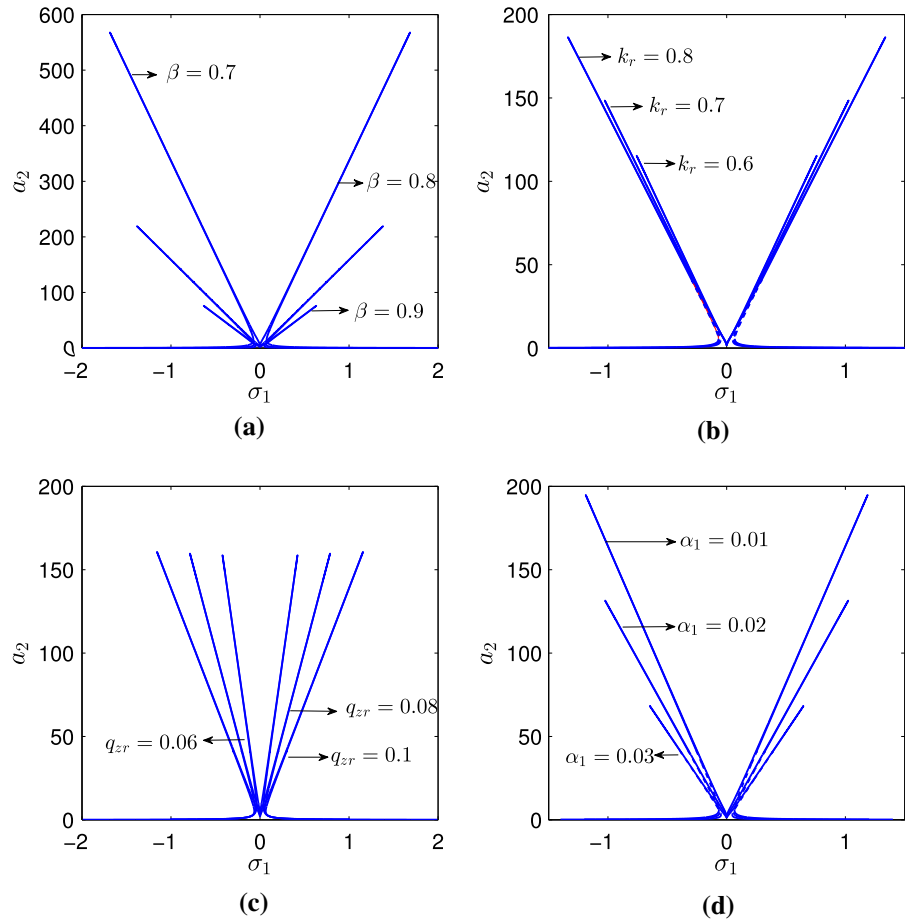 600
500
400
300
200
100
0
a₂
β = 0.7
β = 0.8
β = 0.9
−2 −1 0 1 2
σ₁
(a)
200
150
100
50
0
a₂
kᵣ = 0.8
kᵣ = 0.7
kᵣ = 0.6
−1 0 1
σ₁
(b)
200
150
100
50
0
a₂
q_zr = 0.08
q_zr = 0.06
q_zr = 0.1
−2 −1 0 1 2
σ₁
(c)
200
150
100
50
0
a₂
α₁ = 0.01
α₁ = 0.02
α₁ = 0.03
−1 0 1
σ₁
(d)